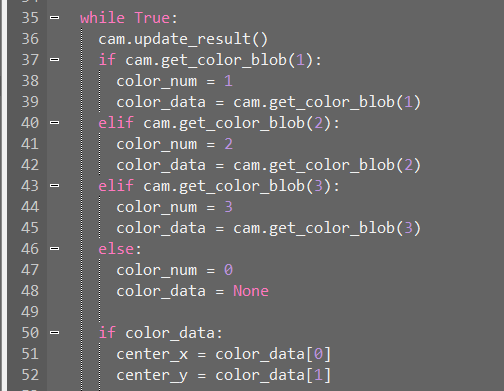 35 while True:
36 cam.update_result()
37 if cam.get_color_blob(1):
38 color_num = 1
39 color_data = cam.get_color_blob(1)
40 elif cam.get_color_blob(2):
41 color_num = 2
42 color_data = cam.get_color_blob(2)
43 elif cam.get_color_blob(3):
44 color_num = 3
45 color_data = cam.get_color_blob(3)
46 else:
47 color_num = 0
48 color_data = None
49
50 if color_data:
51 center_x = color_data[0]
52 center_y = color_data[1]